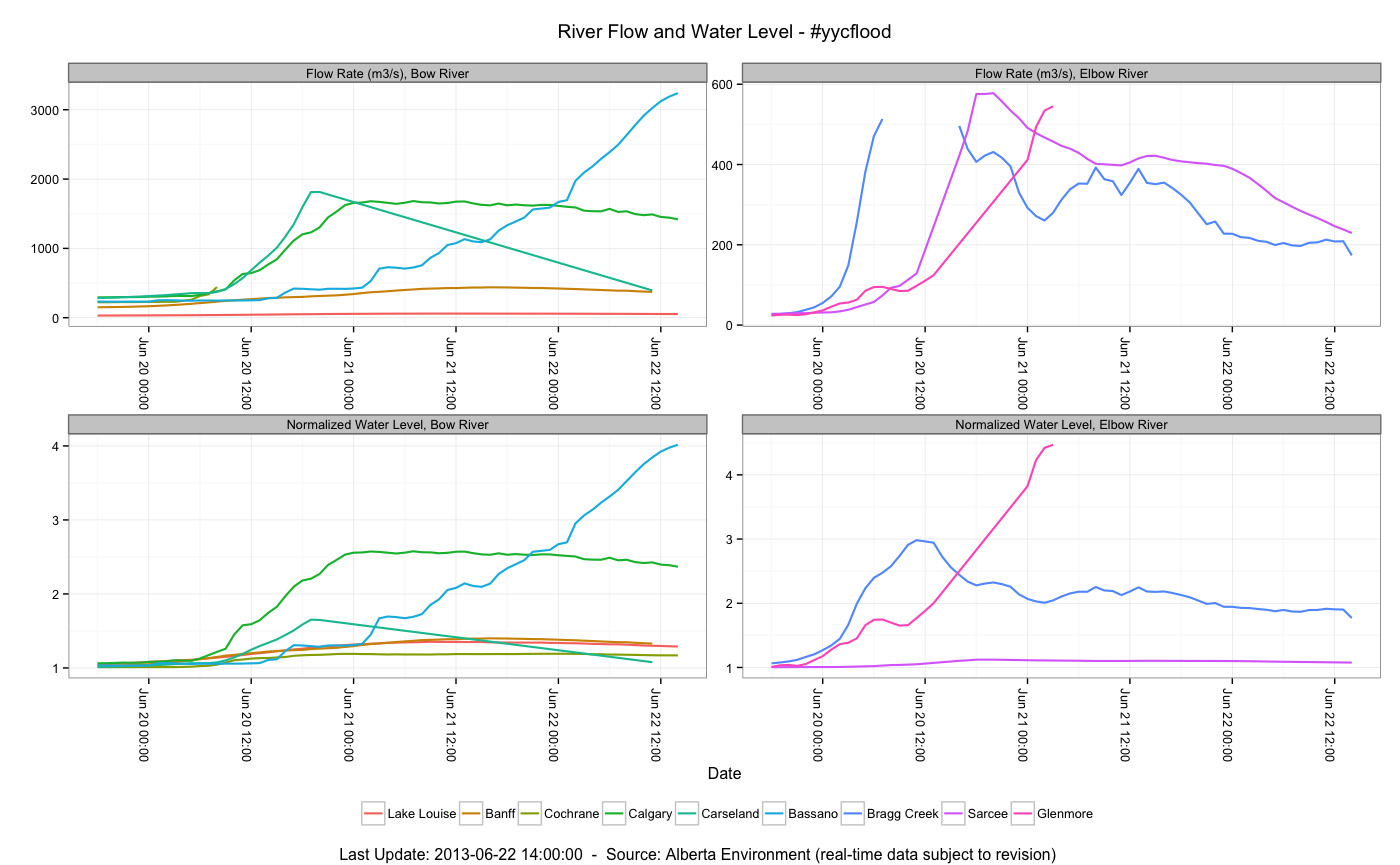 River Flow and Water Level - #yycflood
Flow Rate (m3/s), Bow River
Flow Rate (m3/s), Elbow River
3000
2000
1000
0
600
400
200
0
Jun 20 00:00
Jun 20 12:00
Jun 21 00:00
Jun 21 12:00
Jun 22 00:00
Jun 22 12:00
Jun 20 00:00
Jun 20 12:00
Jun 21 00:00
Jun 21 12:00
Jun 22 00:00
Jun 22 12:00
Normalized Water Level, Bow River
Normalized Water Level, Elbow River
4
3
2
1
4
3
2
1
Jun 20 00:00
Jun 20 12:00
Jun 21 00:00
Jun 21 12:00
Jun 22 00:00
Jun 22 12:00
Jun 20 00:00
Jun 20 12:00
Jun 21 00:00
Jun 21 12:00
Jun 22 00:00
Jun 22 12:00
Date
Lake Louise Banff Cochrane Calgary Carseland Bassano Bragg Creek Sarcee Glenmore
Last Update: 2013-06-22 14:00:00 - Source: Alberta Environment (real-time data subject to revision)